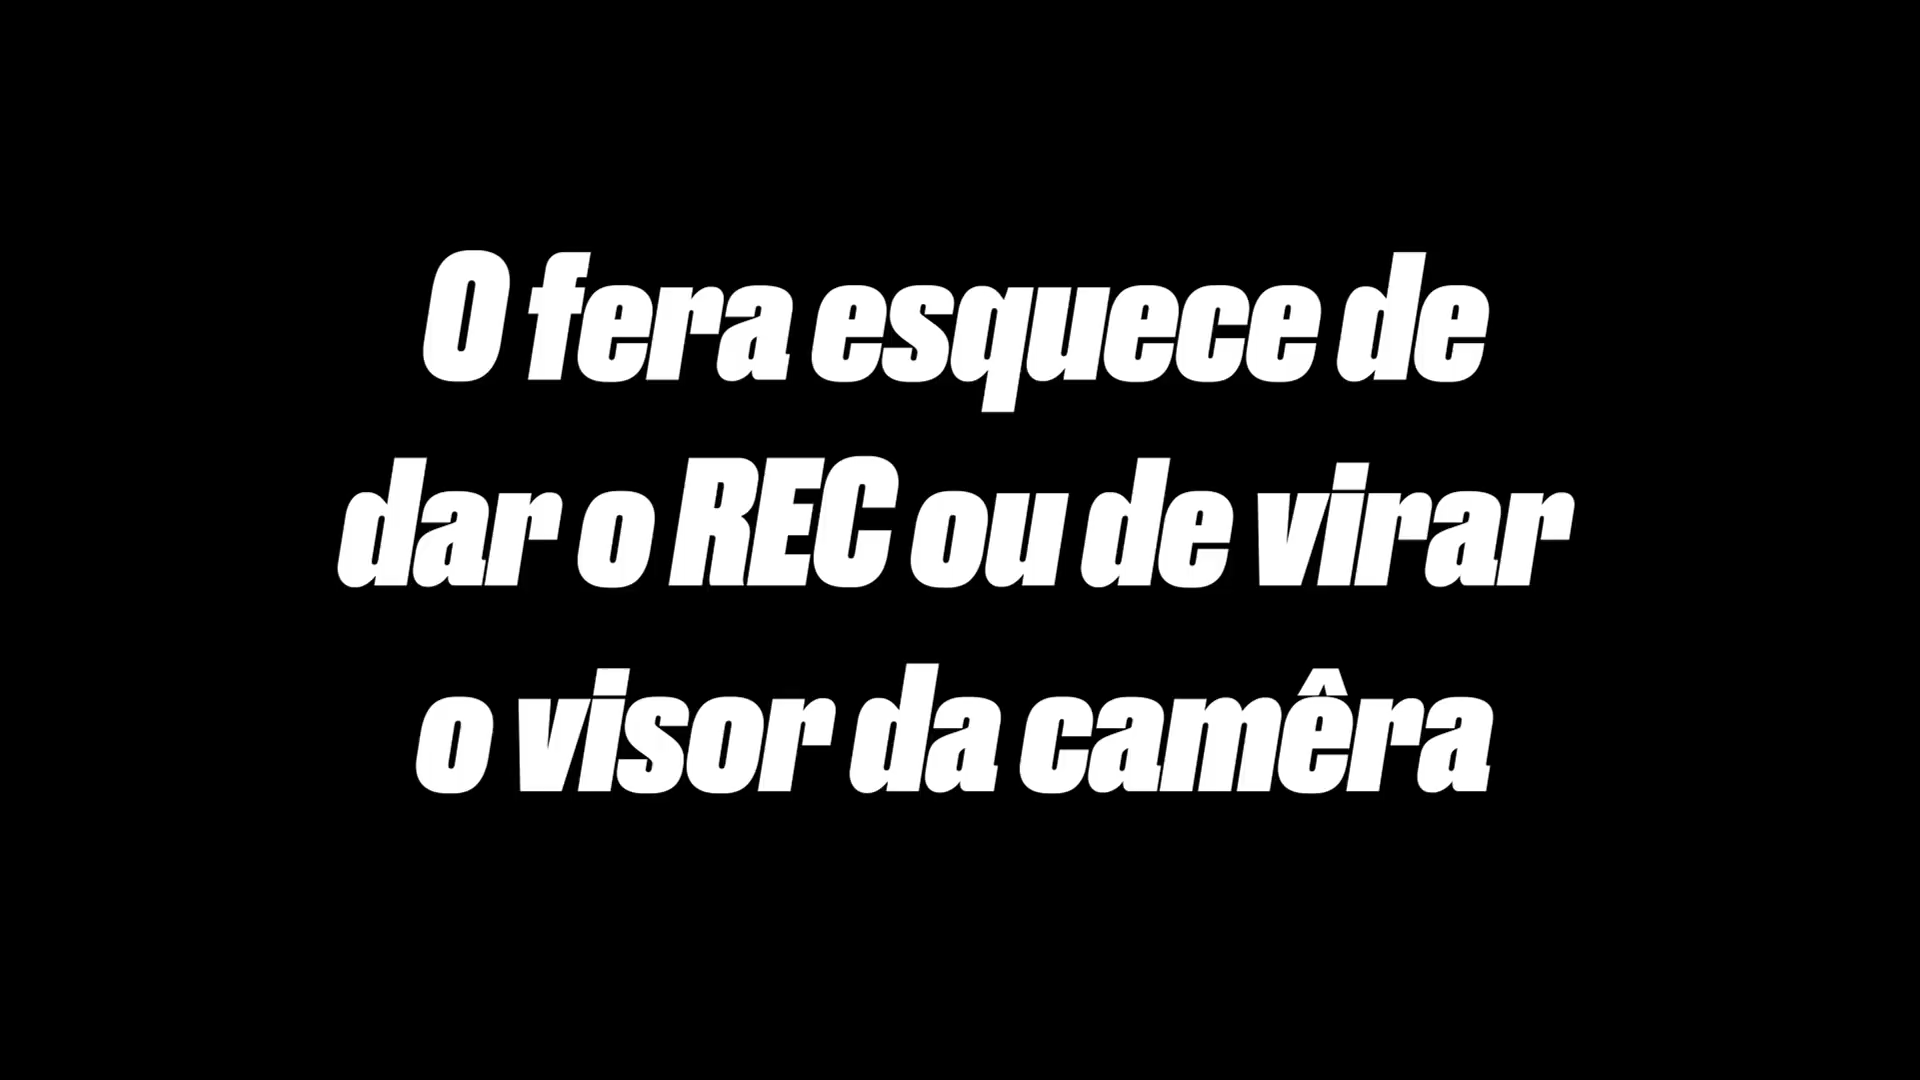 O fera esquece de
dar o REC ou de virar
o visor da camêra